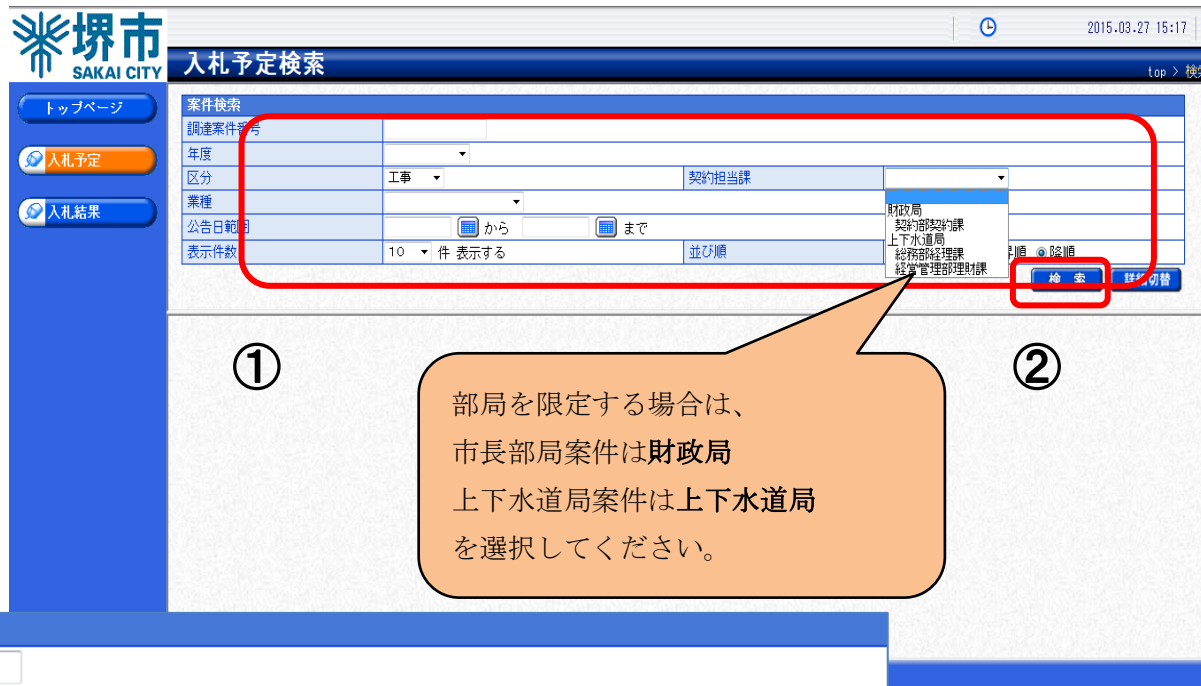 堺市
SAKAI CITY
2015.03.27 15:17
入札予定検索
top > 検
トップページ
入札予定
入札結果
案件検索
調達案件番号
年度
区分 工事 契約担当課
業種
公告日範囲 から まで
表示件数 10 件 表示する 並び順 昇順 降順
財政局
契約部契約課
上下水道局
総務部経理課
経営管理部理財課
検 索 詳細切替
① ②
部局を限定する場合は、
市長部局案件は財政局
上下水道局案件は上下水道局
を選択してください。